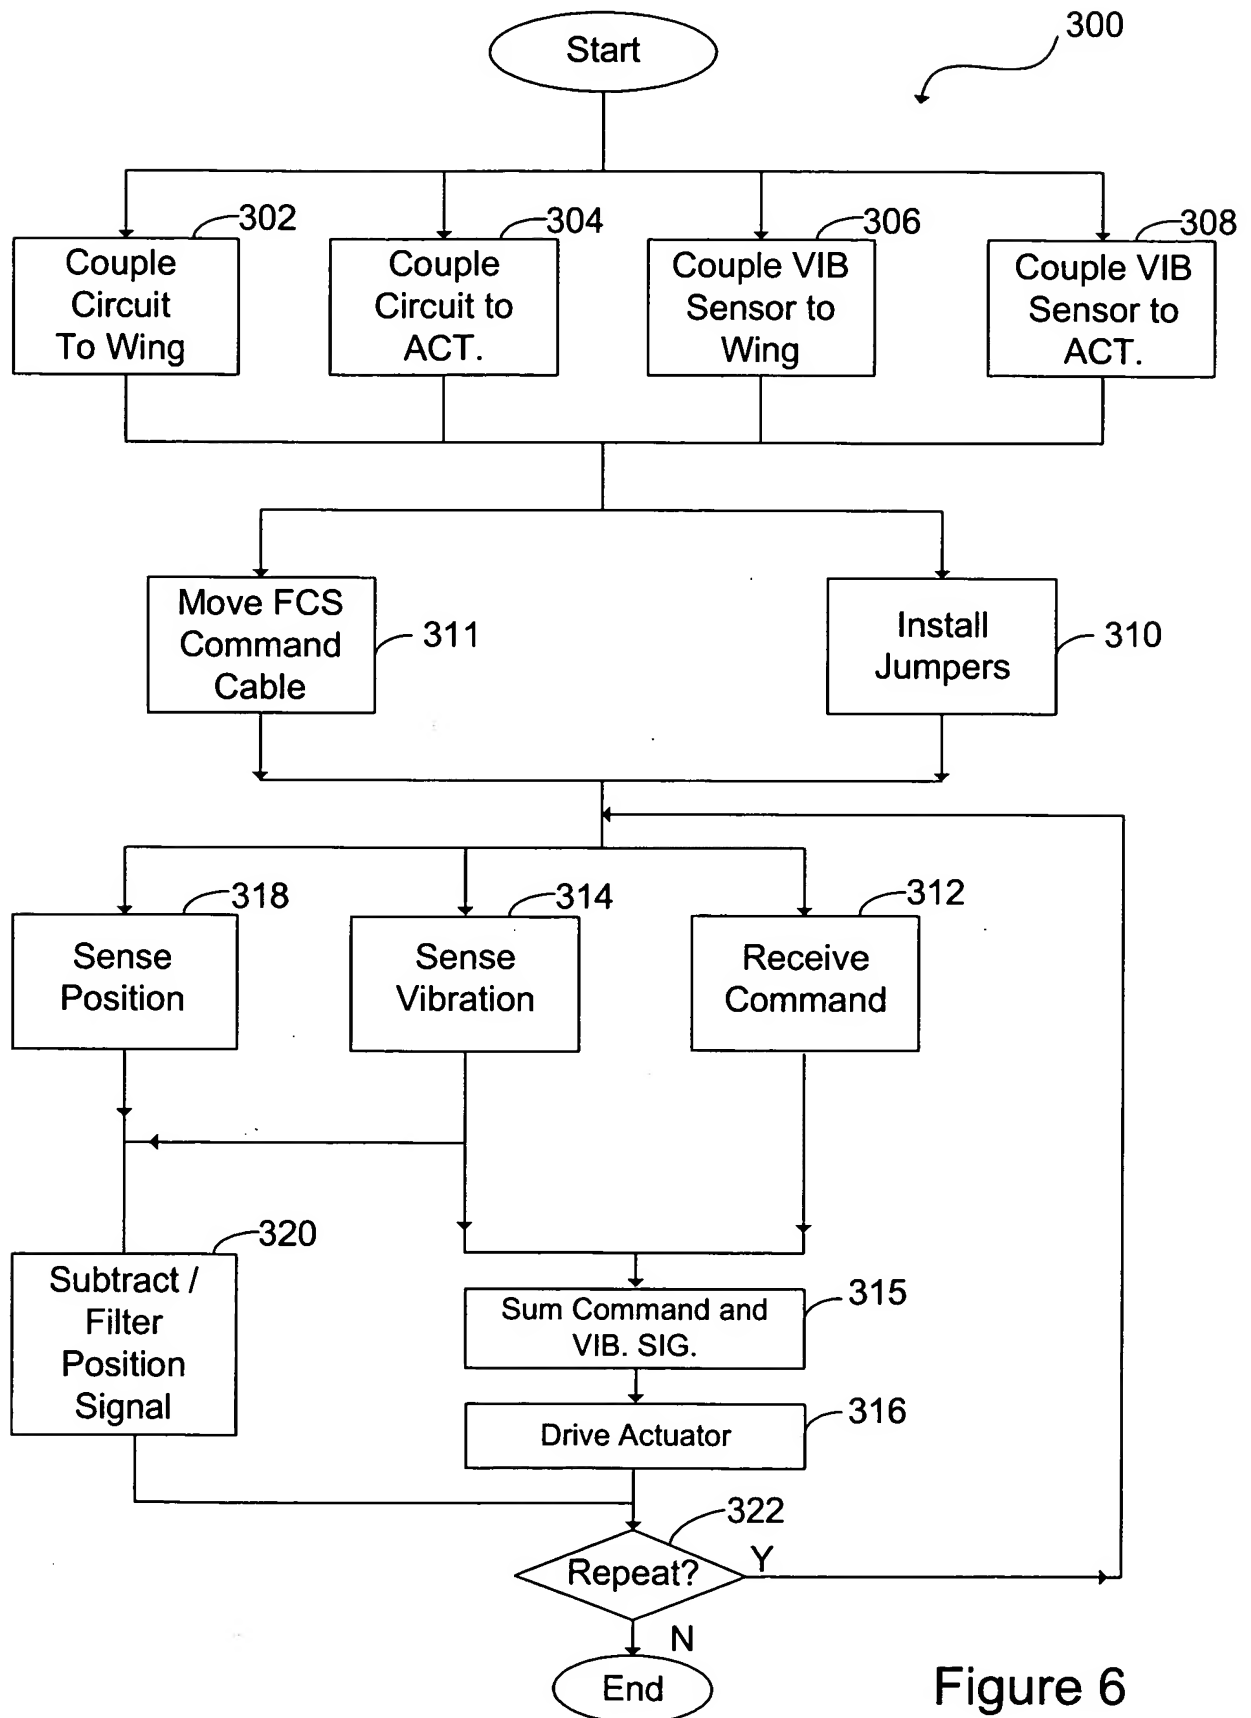 300
Start
302
304
306
308
Couple
Circuit
To Wing
Couple
Circuit to
ACT.
Couple VIB
Sensor to
Wing
Couple VIB
Sensor to
ACT.
Move FCS
Command
Cable
311
Install
Jumpers
310
318
314
312
Sense
Position
Sense
Vibration
Receive
Command
320
Subtract /
Filter
Position
Signal
315
Sum Command and
VIB. SIG.
316
Drive Actuator
322
Repeat?
Y
N
End
Figure 6